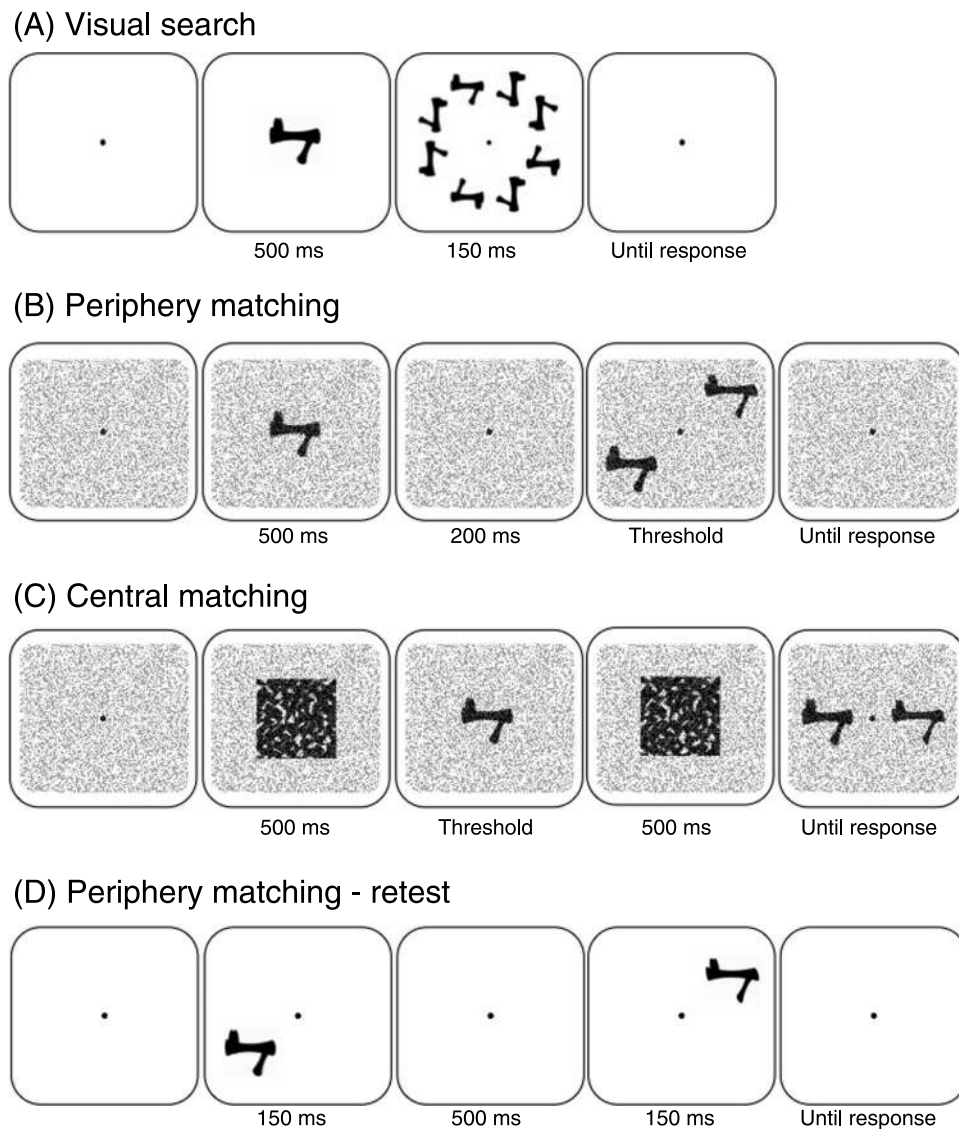 (A) Visual search
500 ms 150 ms Until response
(B) Periphery matching
500 ms 200 ms Threshold Until response
(C) Central matching
500 ms Threshold 500 ms Until response
(D) Periphery matching - retest
150 ms 500 ms 150 ms Until response